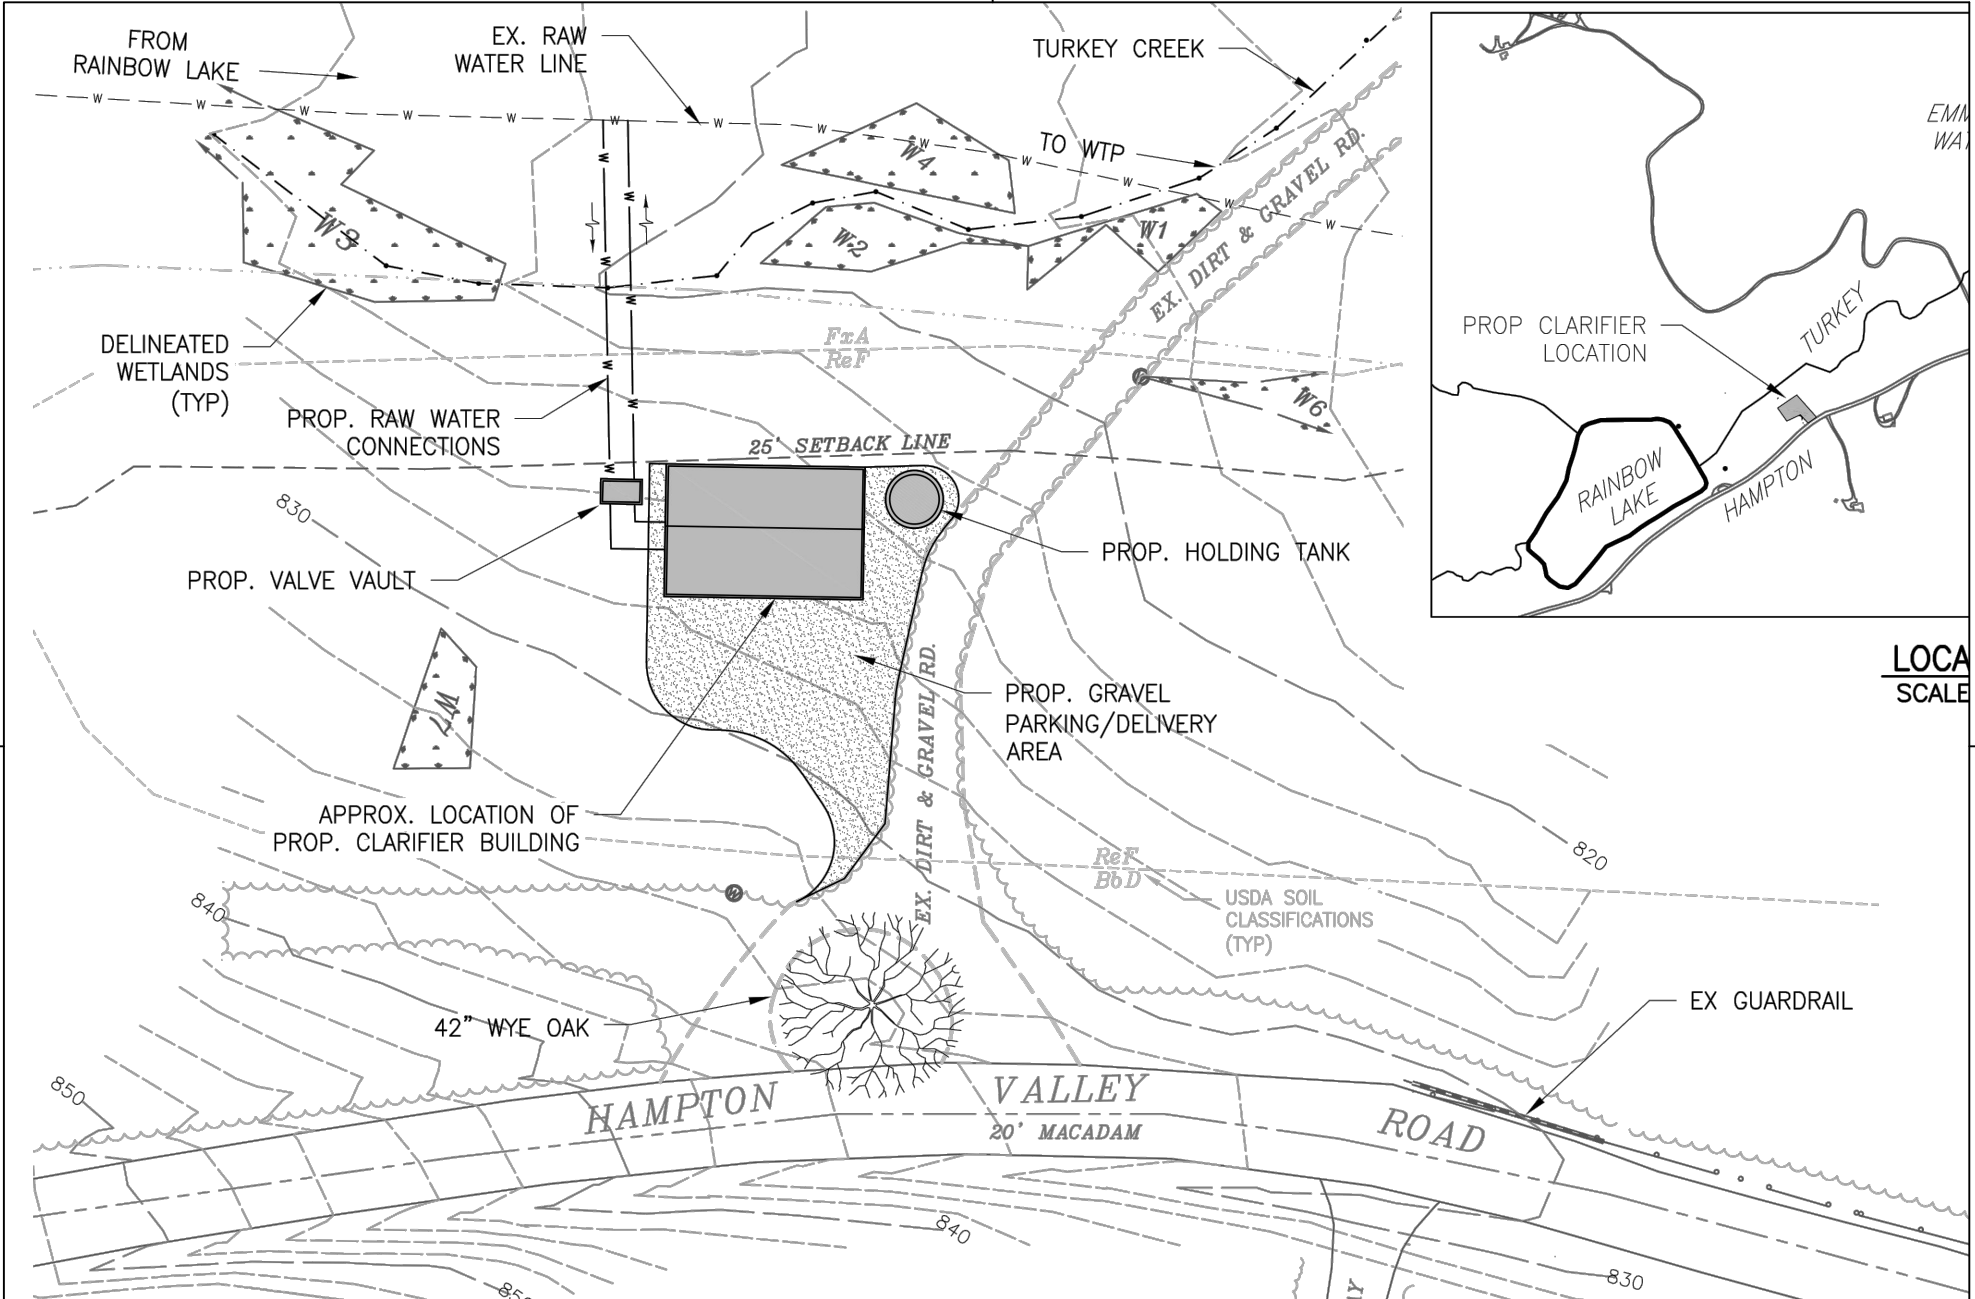 FROM
RAINBOW LAKE
EX. RAW
WATER LINE
TURKEY CREEK
TO WTP
W4
W3
W2
W1
EX. DIRT & GRAVEL RD.
DELINEATED
WETLANDS
(TYP)
FxA
ReF
W6
PROP. RAW WATER
CONNECTIONS
25' SETBACK LINE
830
PROP. VALVE VAULT
PROP. HOLDING TANK
PROP. GRAVEL
PARKING/DELIVERY
AREA
EX. DIRT & GRAVEL RD.
APPROX. LOCATION OF
PROP. CLARIFIER BUILDING
820
ReF
BbD
USDA SOIL
CLASSIFICATIONS
(TYP)
840
42" WYE OAK
EX GUARDRAIL
850
HAMPTON VALLEY ROAD
20' MACADAM
840
830
PROP CLARIFIER
LOCATION
TURKEY
RAINBOW
LAKE
HAMPTON
EMM
WAT
LOCA
SCALE
W W W W W W W W W W W W W
W W W W W W W W